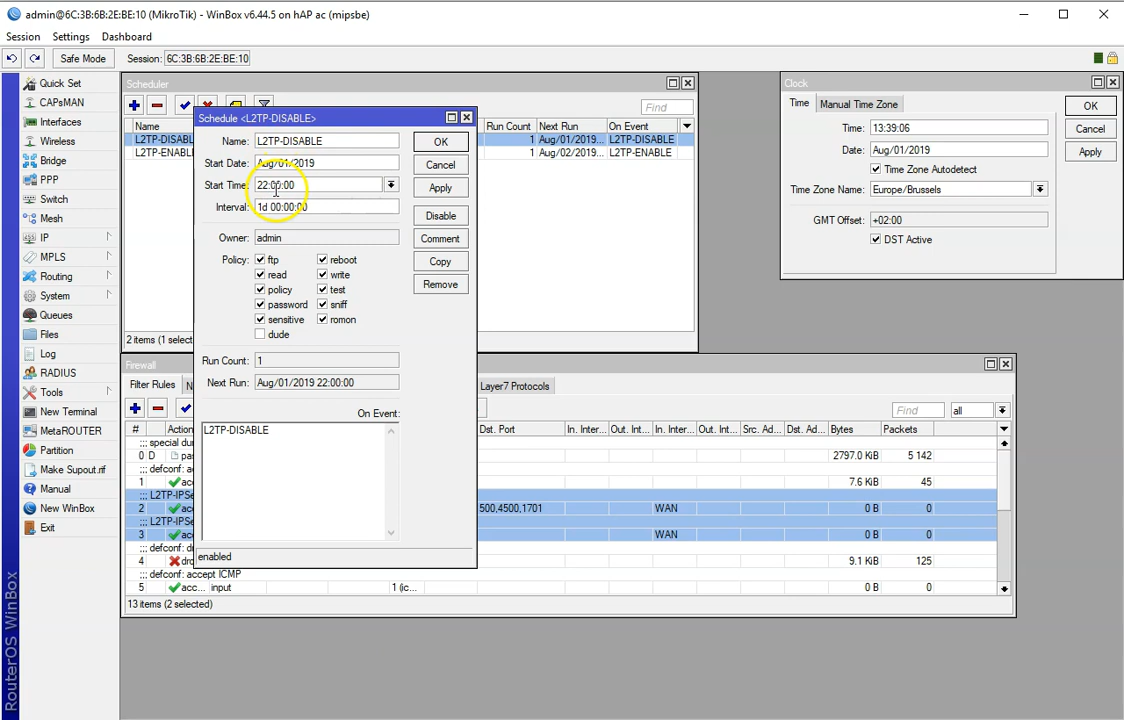 admin@6C:3B:6B:2E:BE:10 (MikroTik) - WinBox v6.44.5 on hAP ac (mipsbe)
Session Settings Dashboard
Safe Mode Session: 6C:3B:6B:2E:BE:10
Quick Set
CAPsMAN
Interfaces
Wireless
Bridge
PPP
Switch
Mesh
IP
MPLS
Routing
System
Queues
Files
Log
RADIUS
Tools
New Terminal
MetaROUTER
Partition
Make Supout.rif
Manual
New WinBox
Exit
RouterOS WinBox
Scheduler
Find
Name Run Count Next Run On Event
L2TP-DISABL 1 Aug/01/2019... L2TP-DISABLE
L2TP-ENABL 1 Aug/02/2019... L2TP-ENABLE
2 items (1 select
Schedule <L2TP-DISABLE>
Name: L2TP-DISABLE
Start Date: Aug/01/2019
Start Time: 22:00:00
Interval: 1d 00:00:00
Owner: admin
Policy: ftp reboot
read write
policy test
password sniff
sensitive romon
dude
Run Count: 1
Next Run: Aug/01/2019 22:00:00
On Event:
L2TP-DISABLE
enabled
OK
Cancel
Apply
Disable
Comment
Copy
Remove
Clock
Time Manual Time Zone
Time: 13:39:06
Date: Aug/01/2019
Time Zone Autodetect
Time Zone Name: Europe/Brussels
GMT Offset: +02:00
DST Active
OK
Cancel
Apply
Firewall
Filter Rules N Layer7 Protocols
Find all
# Action Dst. Port In. Inter... Out. Int... In. Inter... Out. Int... Src. Ad... Dst. Ad... Bytes Packets
;;; special du
0 D pa 2797.0 KiB 5 142
;;; defconf: a
1 ac 7.6 KiB 45
;;; L2TP-IPSe
2 ac 500,4500,1701 WAN 0 B 0
;;; L2TP-IPSe
3 ac WAN 0 B 0
;;; defconf: d
4 dr 9.1 KiB 125
;;; defconf: accept ICMP
5 acc... input 1 (ic... 0 B 0
13 items (2 selected)